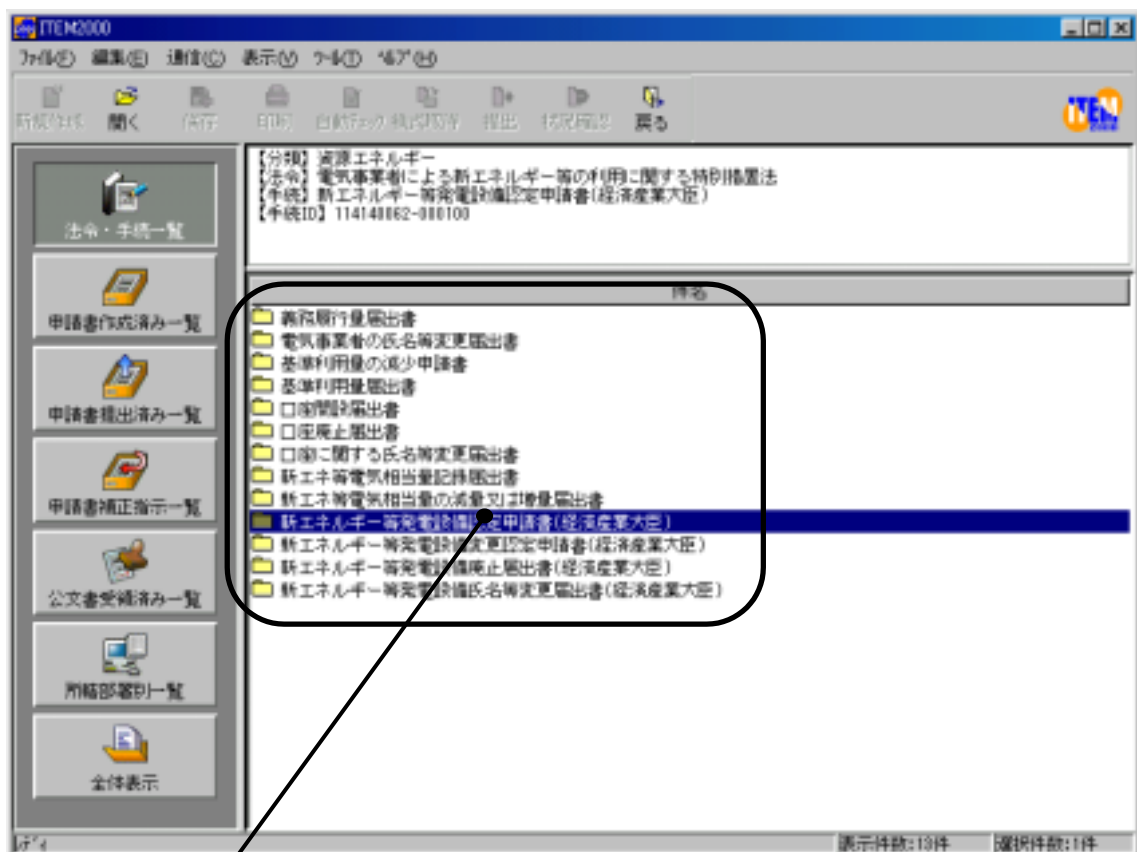 ITEM2000
ﾌｧｲﾙ(F) 編集(E) 通信(C) 表示(V) ﾂｰﾙ(T) ﾍﾙﾌﾟ(H)
新規作成 開く 保存 印刷 自動チェック 提出 状況確認 戻る
iTEM 2000
【分類】資源エネルギー
【法令】電気事業者による新エネルギー等の利用に関する特別措置法
【手続】新エネルギー等発電設備認定申請書(経済産業大臣)
【手続ID】114140062-000100
法令・手続一覧
申請書作成済み一覧
申請書提出済み一覧
申請書補正指示一覧
公文書受領済み一覧
所轄部署別一覧
全体表示
件名
義務履行量届出書
電気事業者の氏名等変更届出書
基準利用量の減少申請書
基準利用量届出書
口座開設届出書
口座廃止届出書
口座に関する氏名等変更届出書
新エネ等電気相当量記録届出書
新エネ等電気相当量の減量又は増量届出書
新エネルギー等発電設備認定申請書(経済産業大臣)
新エネルギー等発電設備変更認定申請書(経済産業大臣)
新エネルギー等発電設備廃止届出書(経済産業大臣)
新エネルギー等発電設備氏名等変更届出書(経済産業大臣)
ﾚﾃﾞｨ 表示件数:13件 選択件数:1件